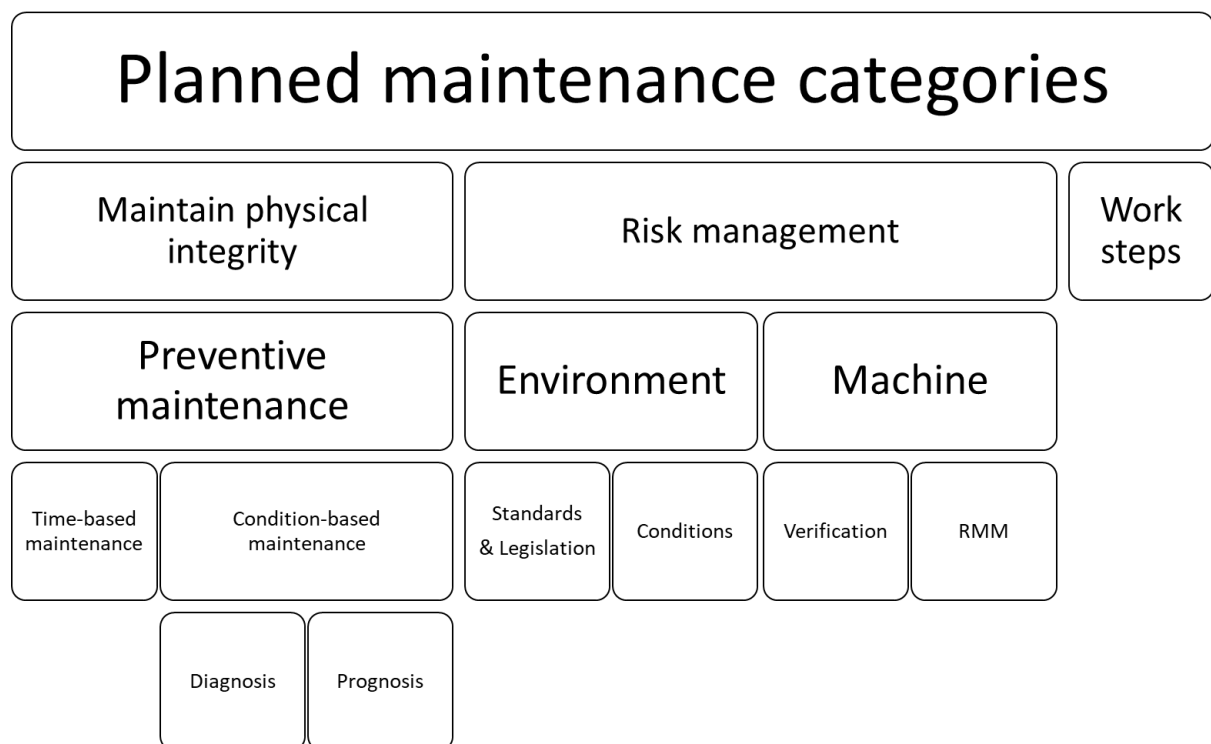 Planned maintenance categories
Maintain physical
integrity
Risk management
Work
steps
Preventive
maintenance
Environment
Machine
Time-based
maintenance
Condition-based
maintenance
Standards
& Legislation
Conditions
Verification
RMM
Diagnosis
Prognosis